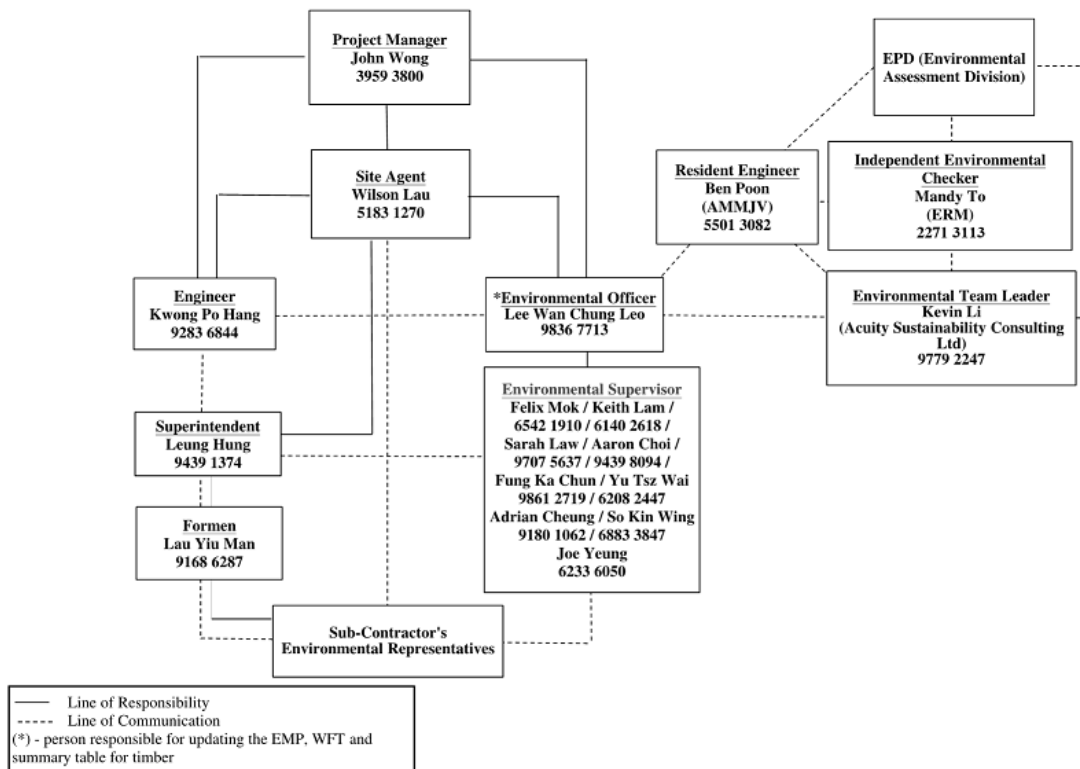 Project Manager
John Wong
3959 3800
EPD (Environmental
Assessment Division)
Site Agent
Wilson Lau
5183 1270
Resident Engineer
Ben Poon
(AMMJV)
5501 3082
Independent Environmental
Checker
Mandy To
(ERM)
2271 3113
Engineer
Kwong Po Hang
9283 6844
*Environmental Officer
Lee Wan Chung Leo
9836 7713
Environmental Team Leader
Kevin Li
(Acuity Sustainability Consulting
Ltd)
9779 2247
Environmental Supervisor
Felix Mok / Keith Lam /
6542 1910 / 6140 2618 /
Sarah Law / Aaron Choi /
9707 5637 / 9439 8094 /
Fung Ka Chun / Yu Tsz Wai
9861 2719 / 6208 2447
Adrian Cheung / So Kin Wing
9180 1062 / 6883 3847
Joe Yeung
6233 6050
Superintendent
Leung Hung
9439 1374
Formen
Lau Yiu Man
9168 6287
Sub-Contractor's
Environmental Representatives
Line of Responsibility
Line of Communication
(*) - person responsible for updating the EMP, WFT and
summary table for timber